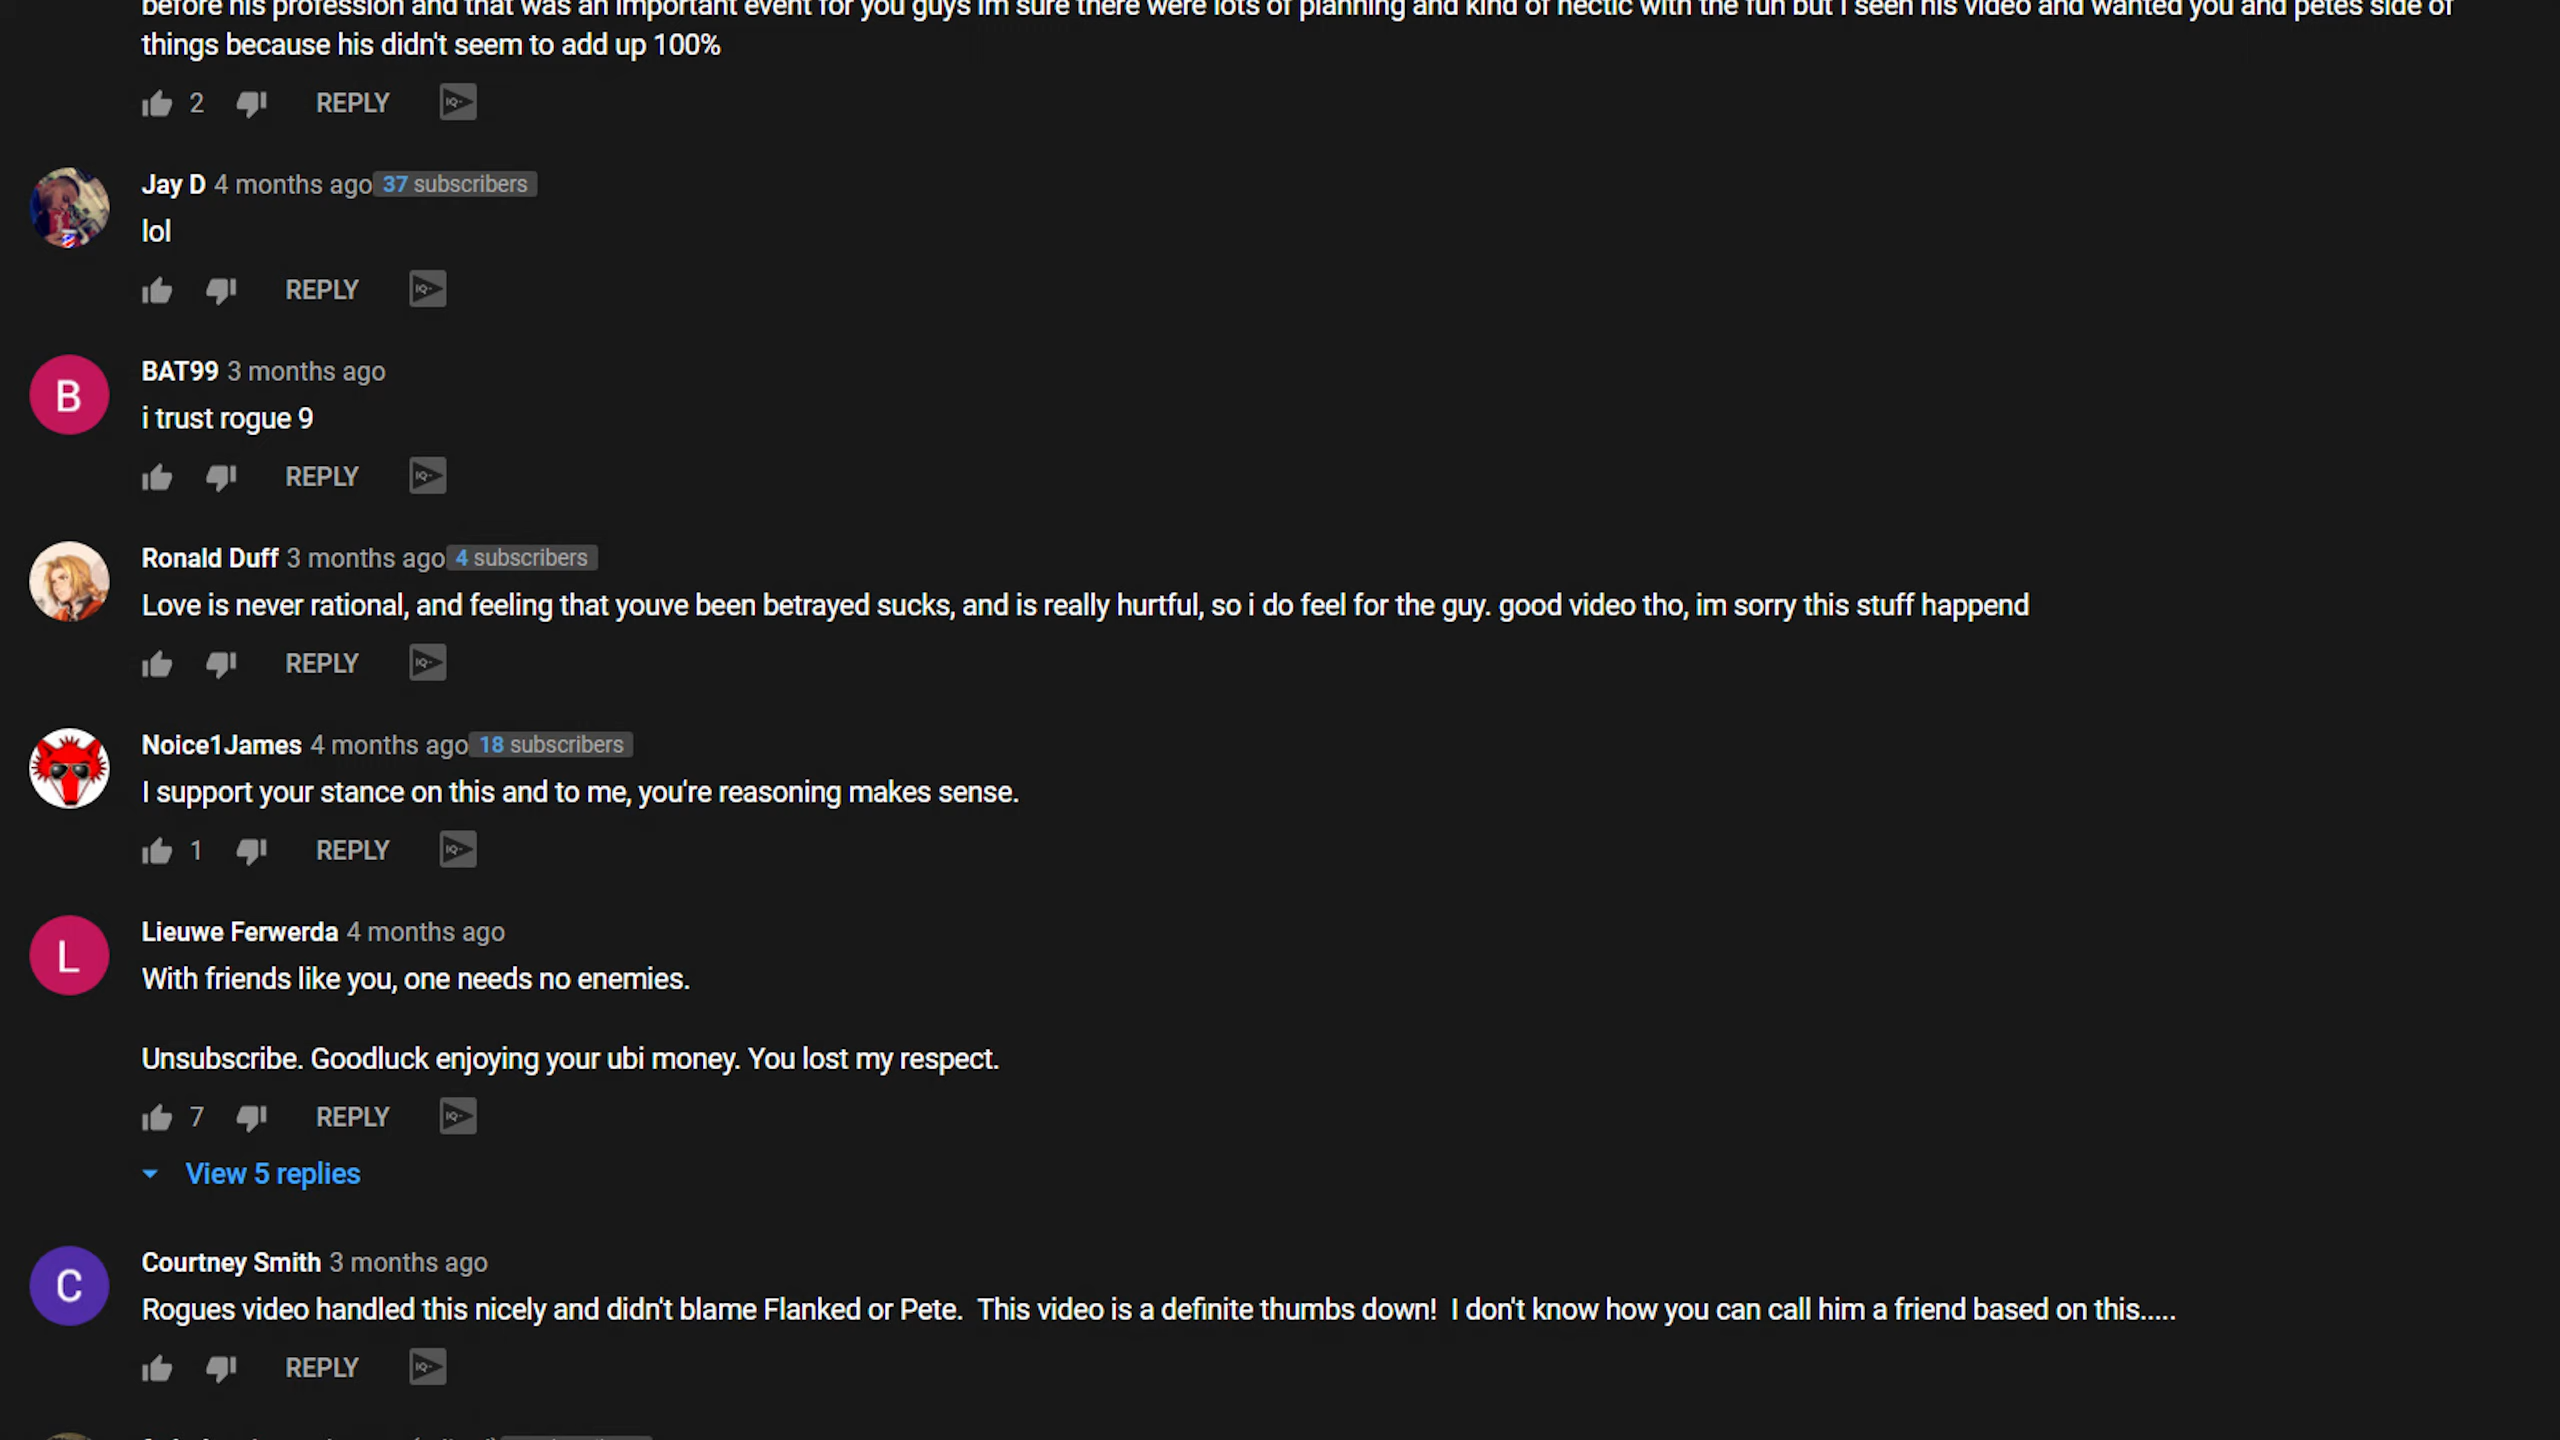 before his profession and that was an important event for you guys im sure there were lots of planning and kind of hectic with the fun but i seen his video and wanted you and petes side of
things because his didn't seem to add up 100%
2 REPLY
Jay D 4 months ago 37 subscribers
lol
REPLY
B
BAT99 3 months ago
i trust rogue 9
REPLY
Ronald Duff 3 months ago 4 subscribers
Love is never rational, and feeling that youve been betrayed sucks, and is really hurtful, so i do feel for the guy. good video tho, im sorry this stuff happend
REPLY
Noice1James 4 months ago 18 subscribers
I support your stance on this and to me, you're reasoning makes sense.
1 REPLY
L
Lieuwe Ferwerda 4 months ago
With friends like you, one needs no enemies.
Unsubscribe. Goodluck enjoying your ubi money. You lost my respect.
7 REPLY
View 5 replies
C
Courtney Smith 3 months ago
Rogues video handled this nicely and didn't blame Flanked or Pete.  This video is a definite thumbs down!  I don't know how you can call him a friend based on this.....
REPLY